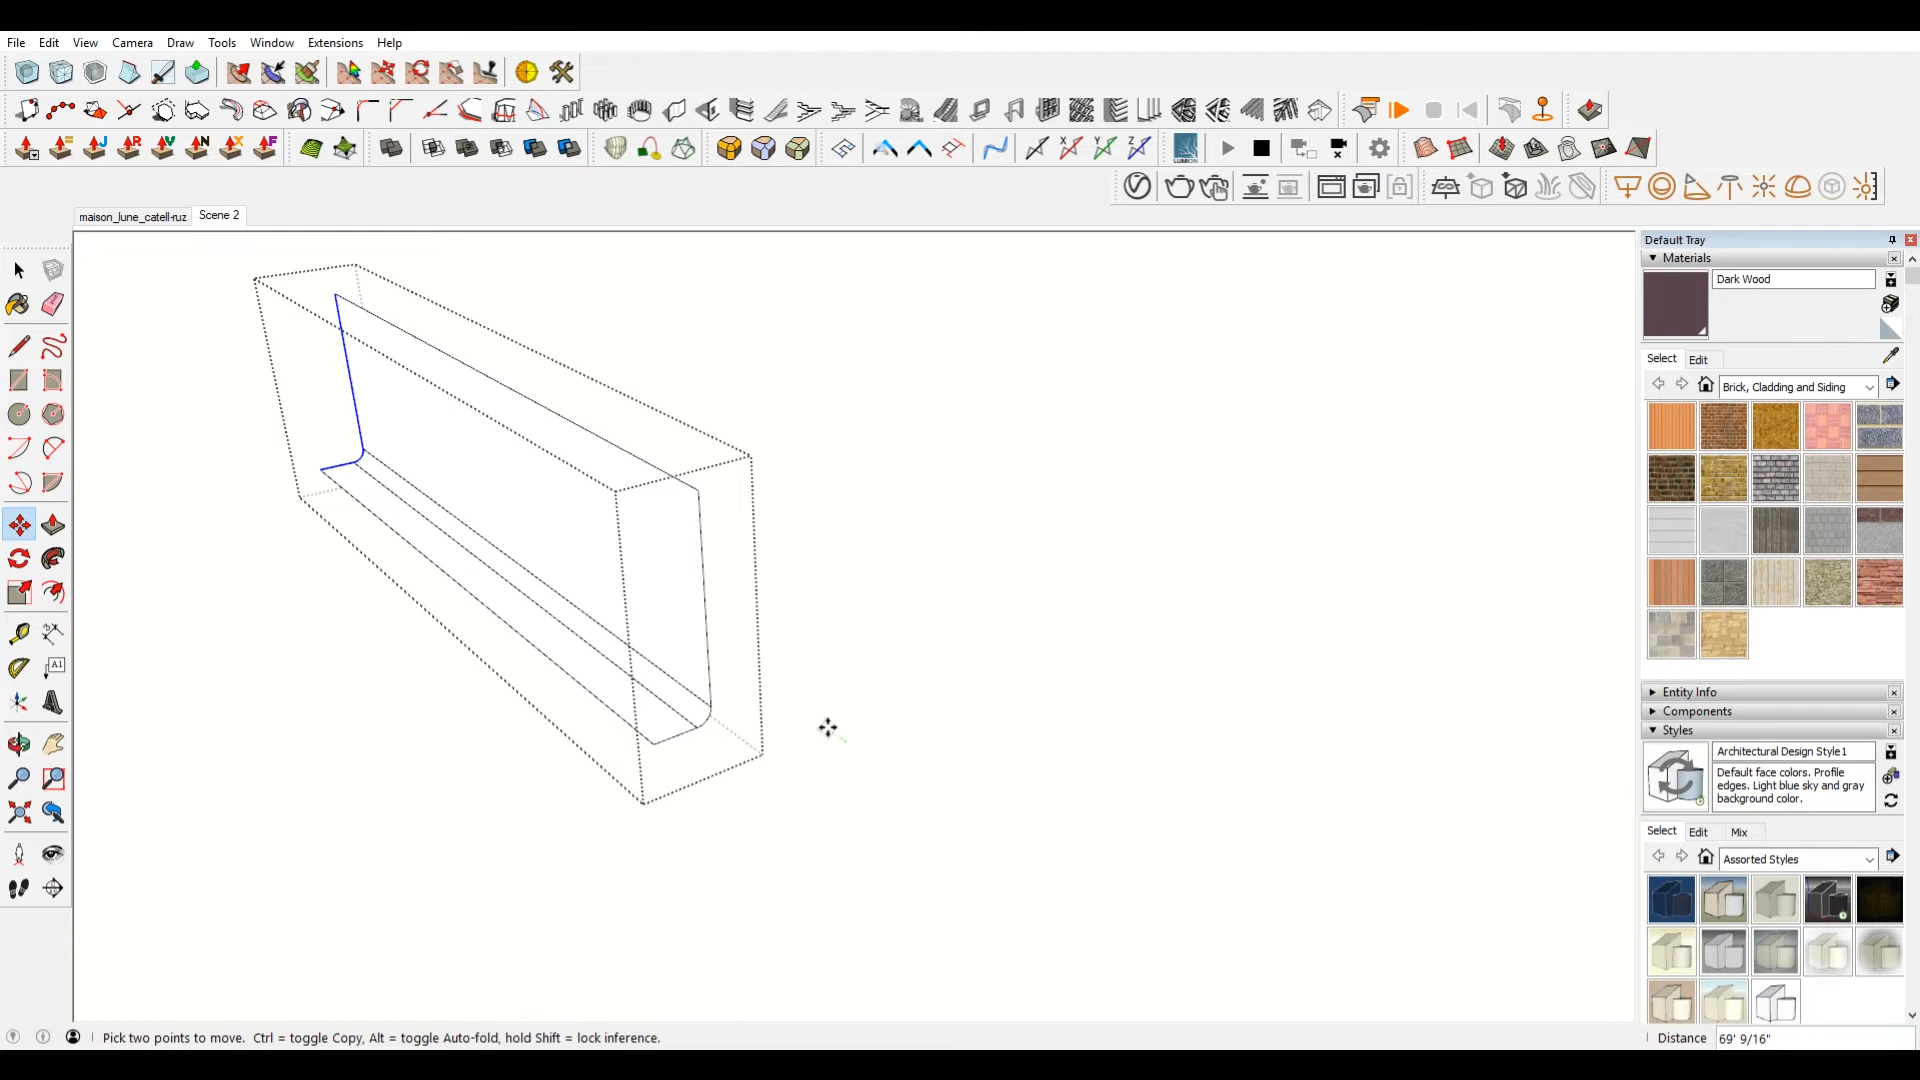 File Edit View Camera Draw Tools Window Extensions Help
J R V N X F
X Y Z
LUMION
maison_lune_catell-ruz Scene 2
Default Tray
Materials
Dark Wood
Select Edit
Brick, Cladding and Siding
A1
Entity Info
Components
Styles
Architectural Design Style1
Default face colors. Profile
edges. Light blue sky and gray
background color.
Select Edit Mix
Assorted Styles
Pick two points to move. Ctrl = toggle Copy, Alt = toggle Auto-fold, hold Shift = lock inference.
Distance 69' 9/16"